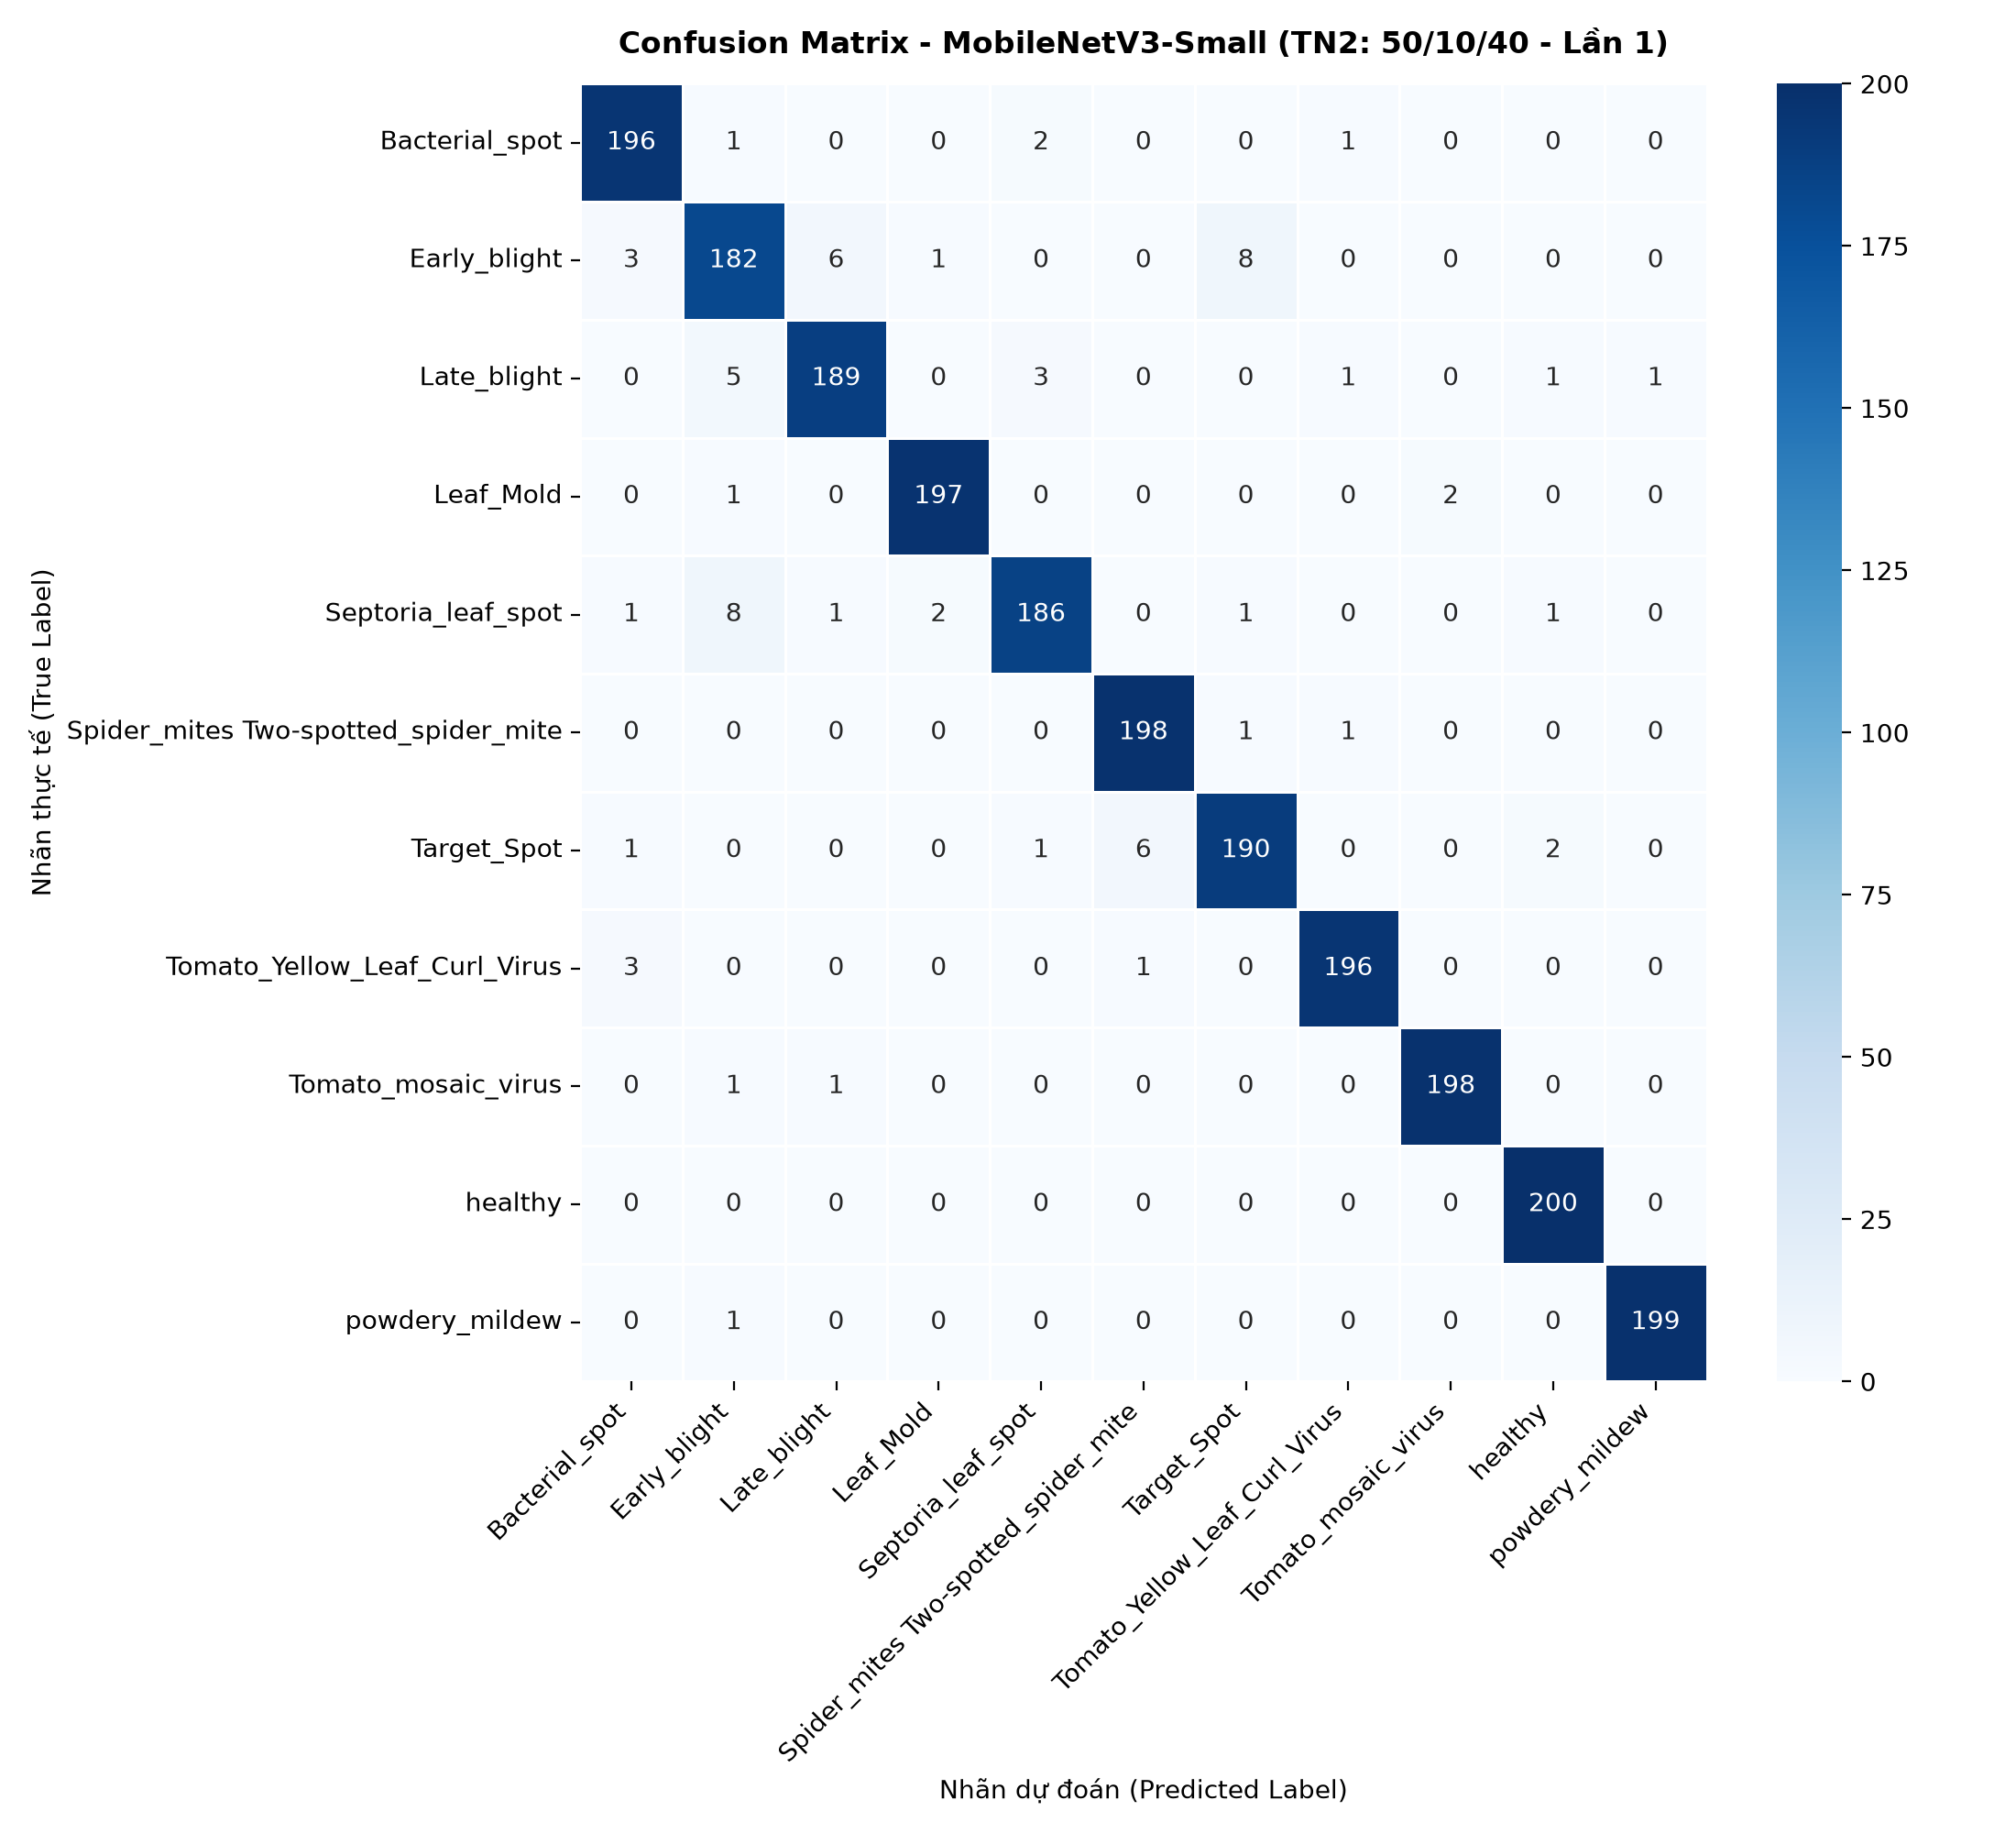 Confusion Matrix - MobileNetV3-Small (TN2: 50/10/40 - Lần 1)
Nhãn thực tế (True Label)
Bacterial_spot 196 1 0 0 2 0 0 1 0 0 0
Early_blight 3 182 6 1 0 0 8 0 0 0 0
Late_blight 0 5 189 0 3 0 0 1 0 1 1
Leaf_Mold 0 1 0 197 0 0 0 0 2 0 0
Septoria_leaf_spot 1 8 1 2 186 0 1 0 0 1 0
Spider_mites Two-spotted_spider_mite 0 0 0 0 0 198 1 1 0 0 0
Target_Spot 1 0 0 0 1 6 190 0 0 2 0
Tomato_Yellow_Leaf_Curl_Virus 3 0 0 0 0 1 0 196 0 0 0
Tomato_mosaic_virus 0 1 1 0 0 0 0 0 198 0 0
healthy 0 0 0 0 0 0 0 0 0 200 0
powdery_mildew 0 1 0 0 0 0 0 0 0 0 199
Bacterial_spot
Early_blight
Late_blight
Leaf_Mold
Septoria_leaf_spot
Spider_mites Two-spotted_spider_mite
Target_Spot
Tomato_Yellow_Leaf_Curl_Virus
Tomato_mosaic_virus
healthy
powdery_mildew
Nhãn dự đoán (Predicted Label)
200
175
150
125
100
75
50
25
0